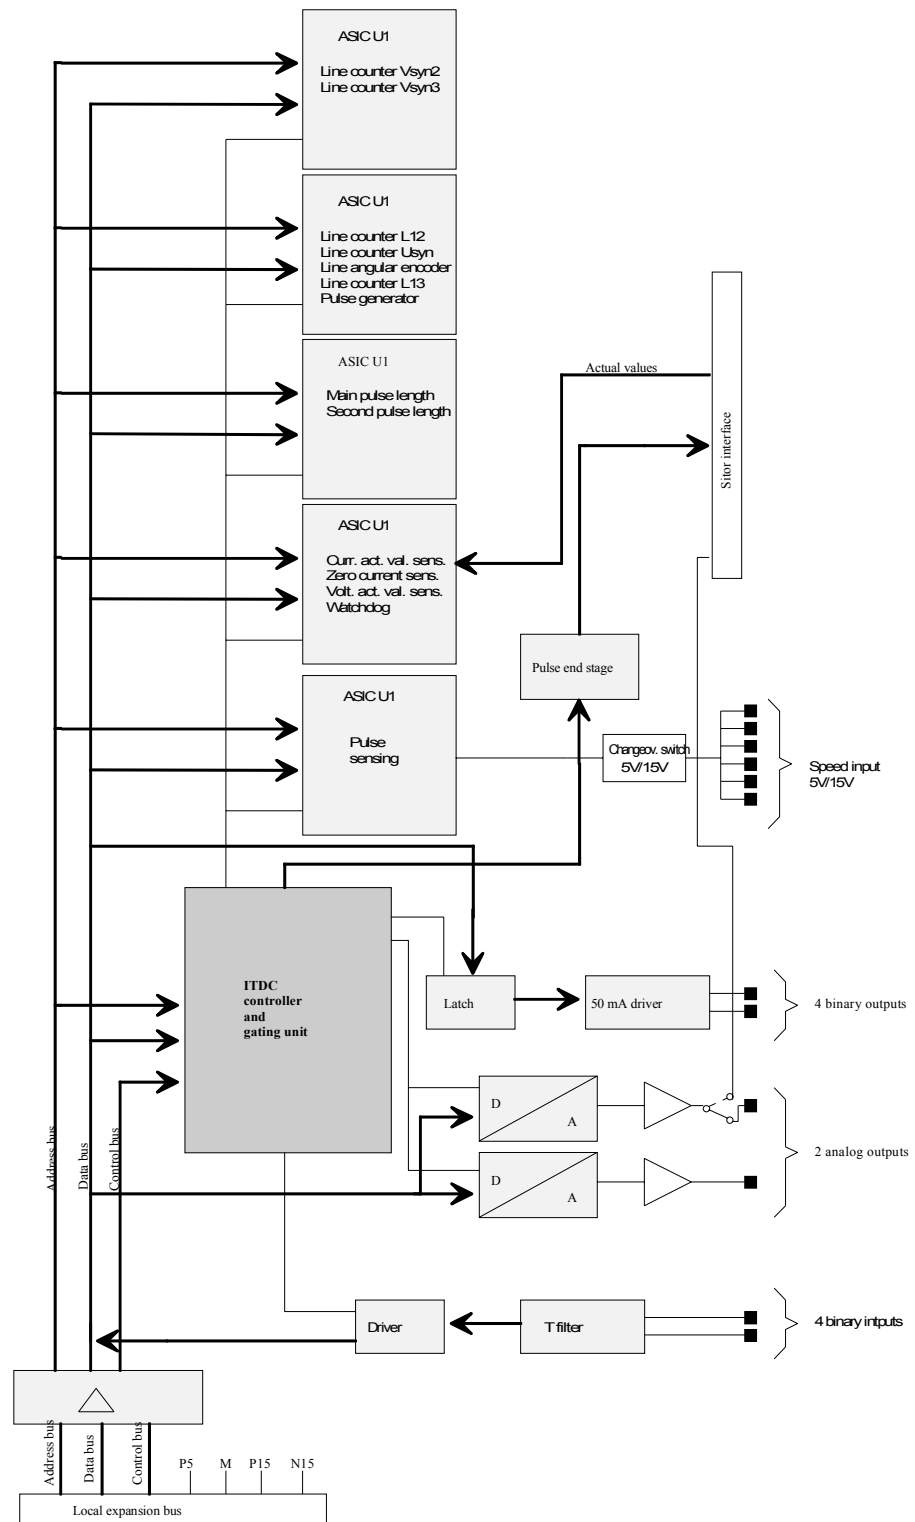 ASIC U1
Line counter Vsyn2
Line counter Vsyn3
ASIC U1
Line counter L12
Line counter Usyn
Line angular encoder
Line counter L13
Pulse generator
ASIC U1
Main pulse length
Second pulse length
Actual values
Sitor interface
ASIC U1
Curr. act. val. sens.
Zero current sens.
Volt. act. val. sens.
Watchdog
Pulse end stage
ASIC U1
Pulse
sensing
Changeov. switch
5V/15V
Speed input
5V/15V
ITDC
controller
and
gating unit
Latch
50 mA driver
4 binary outputs
D
A
2 analog outputs
D
A
Address bus
Data bus
Control bus
Driver
T filter
4 binary intputs
Address bus
Data bus
Control bus
P5
M
P15
N15
Local expansion bus